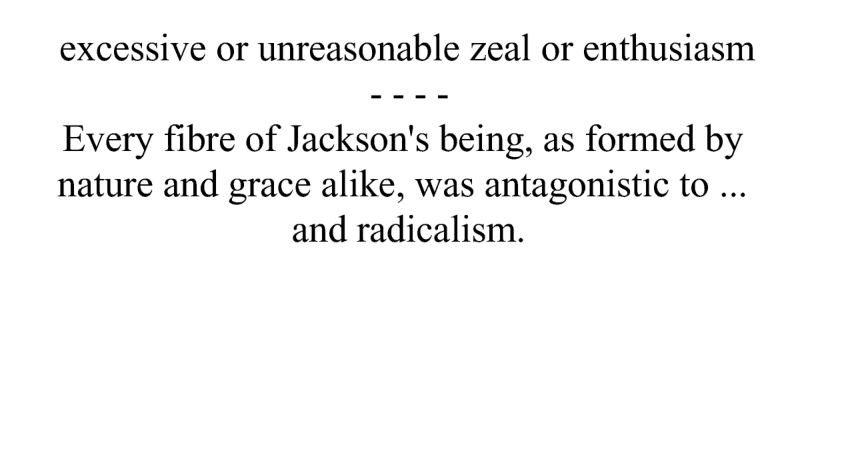 excessive or unreasonable zeal or enthusiasm
- - - -
Every fibre of Jackson's being, as formed by
nature and grace alike, was antagonistic to ...
and radicalism.